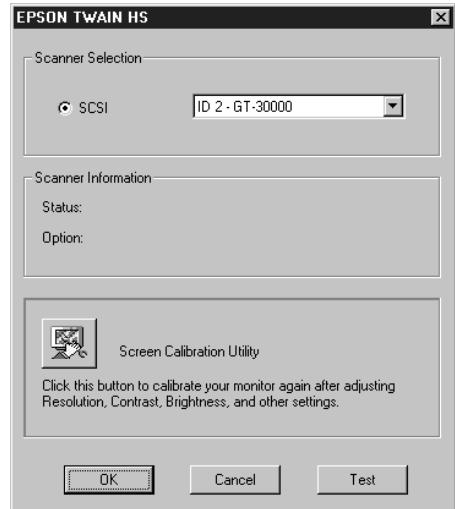 EPSON TWAIN HS
Scanner Selection
SCSI
ID 2 - GT-30000
Scanner Information
Status:
Option:
Screen Calibration Utility
Click this button to calibrate your monitor again after adjusting
Resolution, Contrast, Brightness, and other settings.
OK Cancel Test